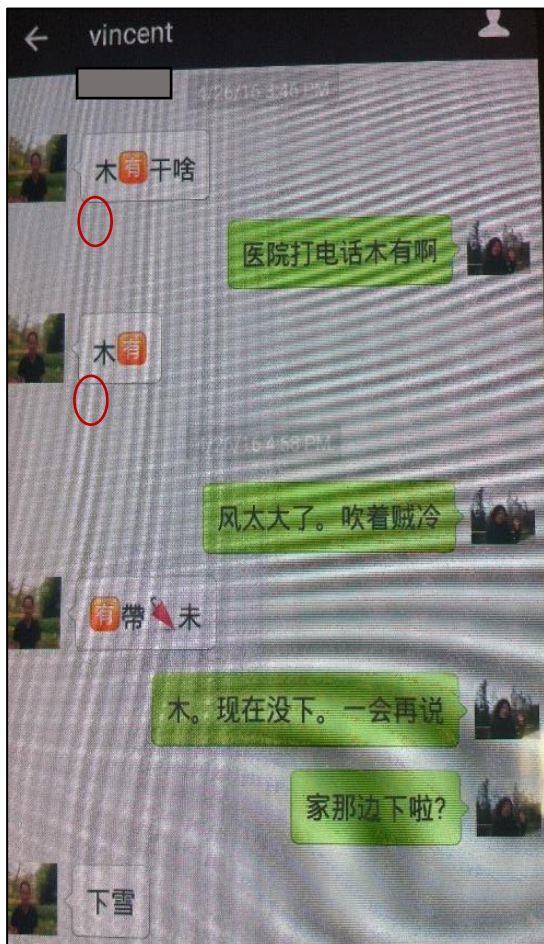 vincent
4/26/16 3:46 PM
木🈶干啥
医院打电话木有啊
木🈶
4/26/16 4:58 PM
风太大了。吹着贼冷
🈶帶🌂未
木。现在没下。一会再说
家那边下啦?
下雪